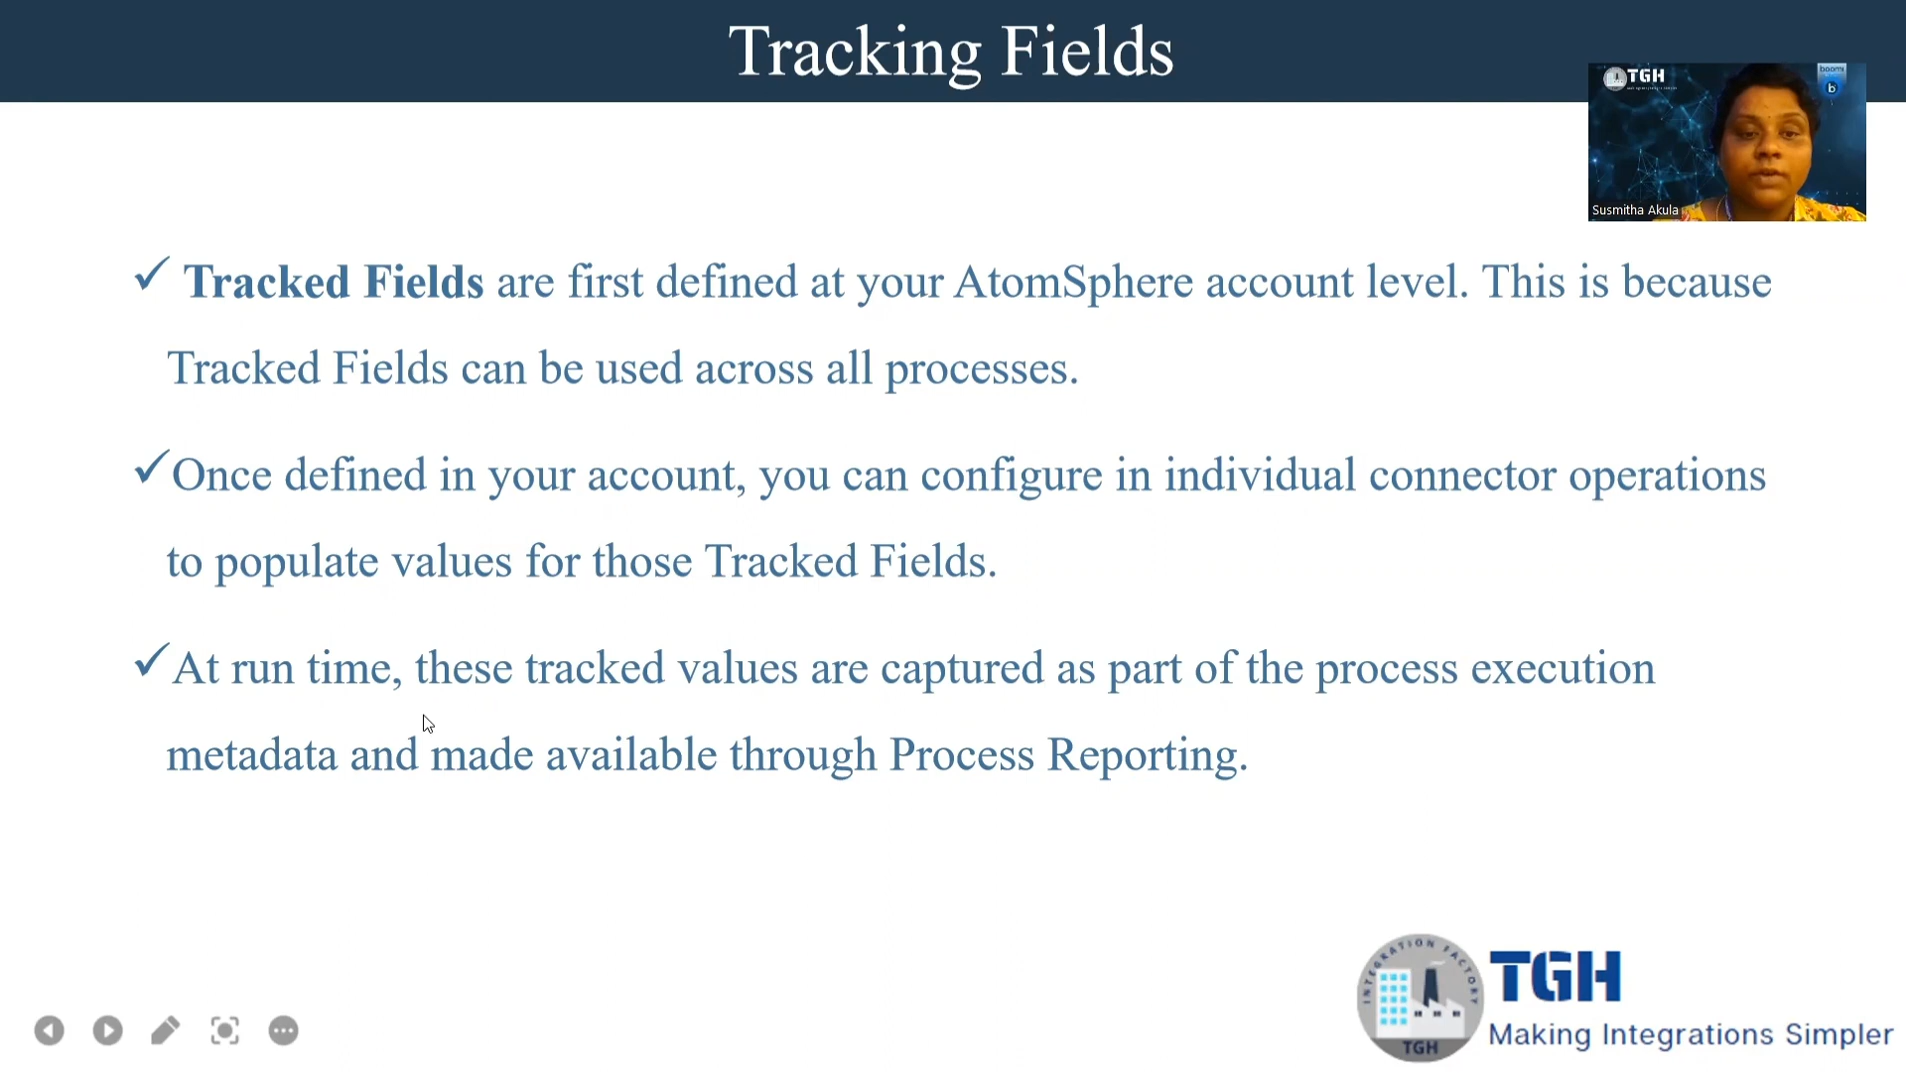 Tracking Fields
TGH
boomi
b
Susmitha Akula
✓ Tracked Fields are first defined at your AtomSphere account level. This is because
Tracked Fields can be used across all processes.
✓Once defined in your account, you can configure in individual connector operations
to populate values for those Tracked Fields.
✓At run time, these tracked values are captured as part of the process execution
metadata and made available through Process Reporting.
INTEGRATION FACTORY
TGH
TGH
Making Integrations Simpler